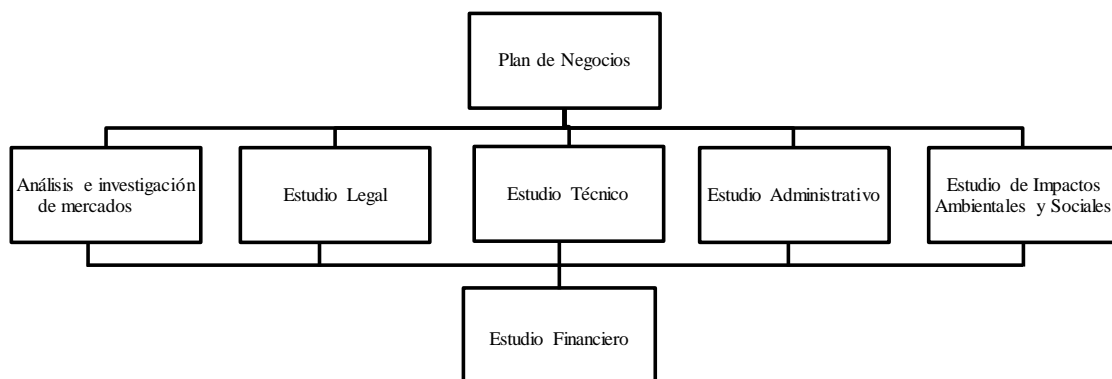 Plan de Negocios
Análisis e investigación
de mercados
Estudio Legal
Estudio Técnico
Estudio Administrativo
Estudio de Impactos
Ambientales y Sociales
Estudio Financiero